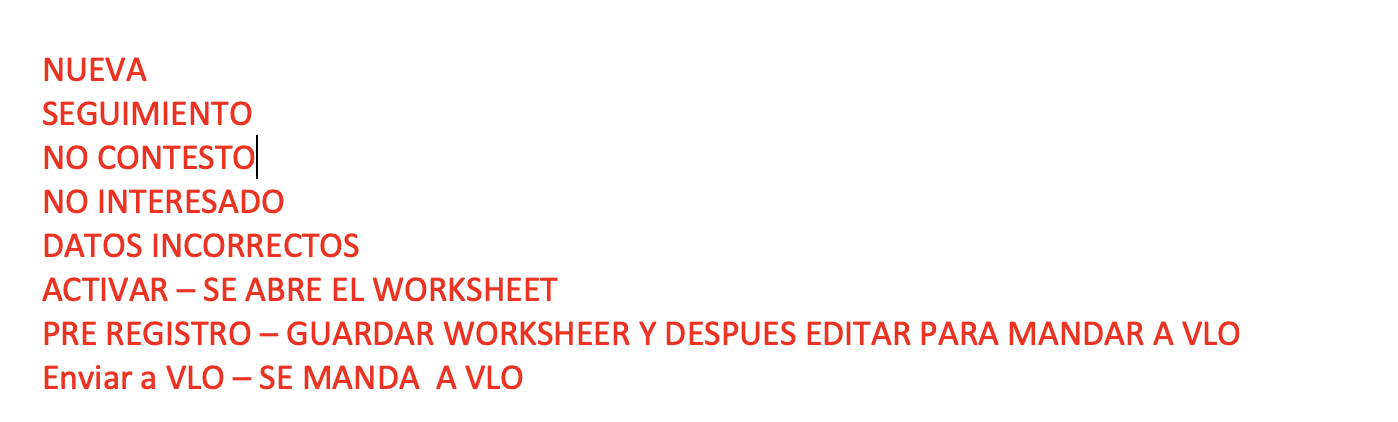 NUEVA
SEGUIMIENTO
NO CONTESTO
NO INTERESADO
DATOS INCORRECTOS
ACTIVAR – SE ABRE EL WORKSHEET
PRE REGISTRO – GUARDAR WORKSHEER Y DESPUES EDITAR PARA MANDAR A VLO
Enviar a VLO – SE MANDA  A VLO